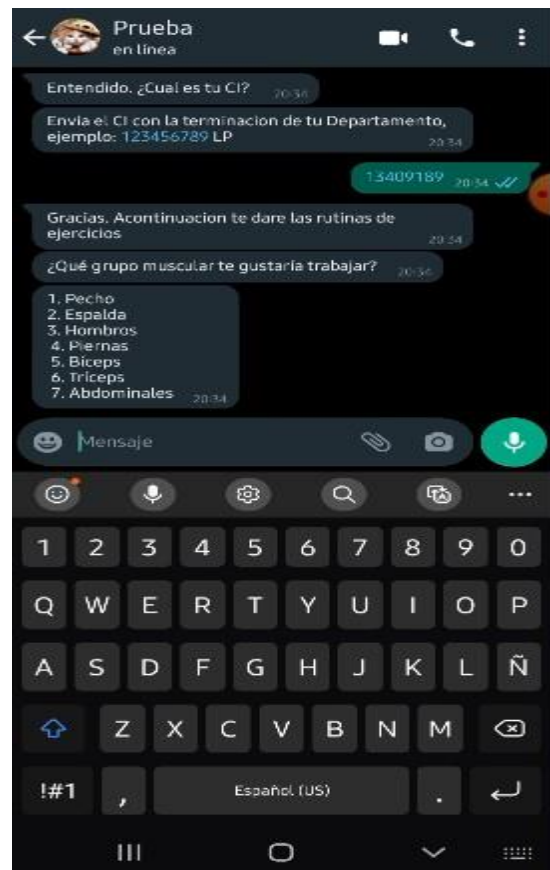 Prueba
en línea
Entendido. ¿Cual es tu CI? 20:34
Envia el CI con la terminacion de tu Departamento,
ejemplo: 123456789 LP
20:34
13409189 20:34
Gracias. Acontinuacion te dare las rutinas de
ejercicios
20:34
¿Qué grupo muscular te gustaría trabajar? 20:34
1. Pecho
2. Espalda
3. Hombros
4. Piernas
5. Bíceps
6. Tríceps
7. Abdominales 20:34
Mensaje
1 2 3 4 5 6 7 8 9 0
Q W E R T Y U I O P
A S D F G H J K L Ñ
Z X C V B N M
!#1 , Español (US) .